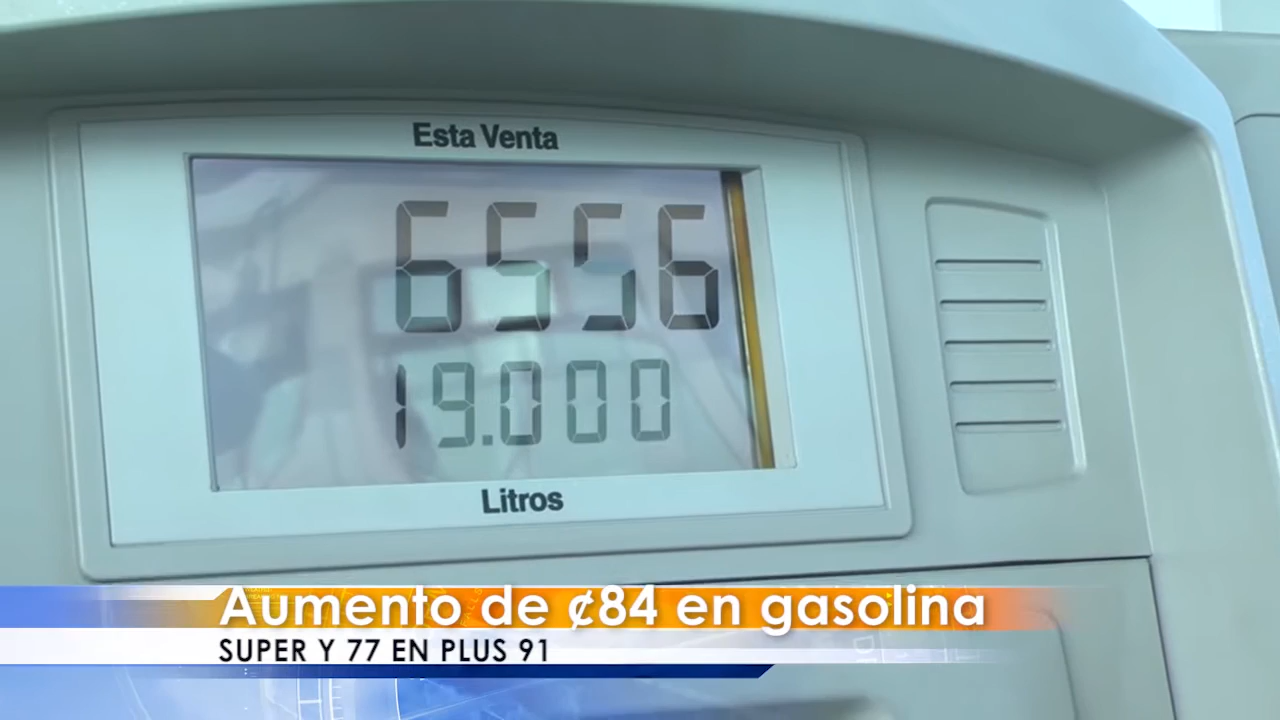 Esta Venta
6556
19.000
Litros
Aumento de ¢84 en gasolina
SUPER Y 77 EN PLUS 91